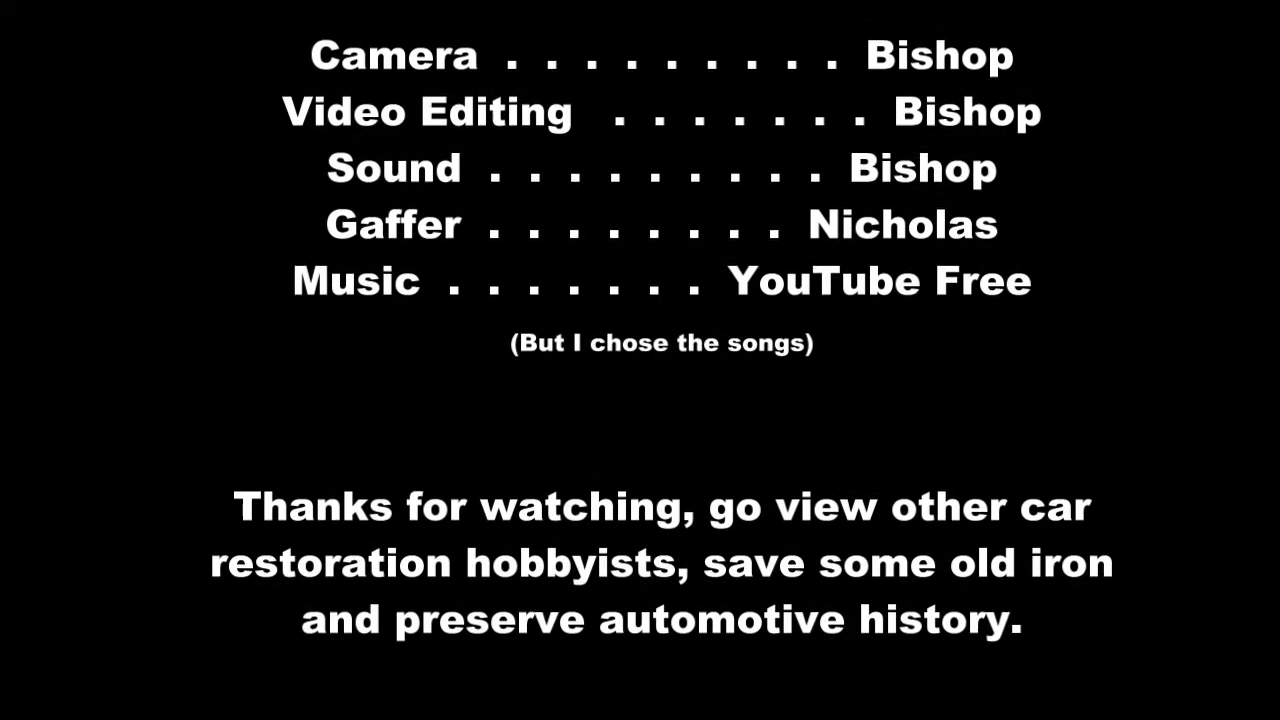 Camera . . . . . . . . . Bishop
Video Editing . . . . . . . Bishop
Sound . . . . . . . . . Bishop
Gaffer . . . . . . . . Nicholas
Music . . . . . . . YouTube Free
(But I chose the songs)
Thanks for watching, go view other car
restoration hobbyists, save some old iron
and preserve automotive history.